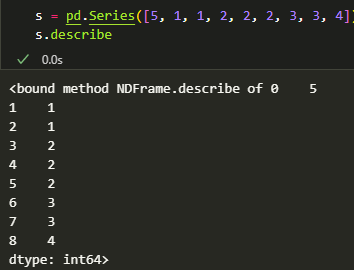 s = pd.Series([5, 1, 1, 2, 2, 2, 3, 3, 4])
s.describe
0.0s
<bound method NDFrame.describe of 0    5
1    1
2    1
3    2
4    2
5    2
6    3
7    3
8    4
dtype: int64>